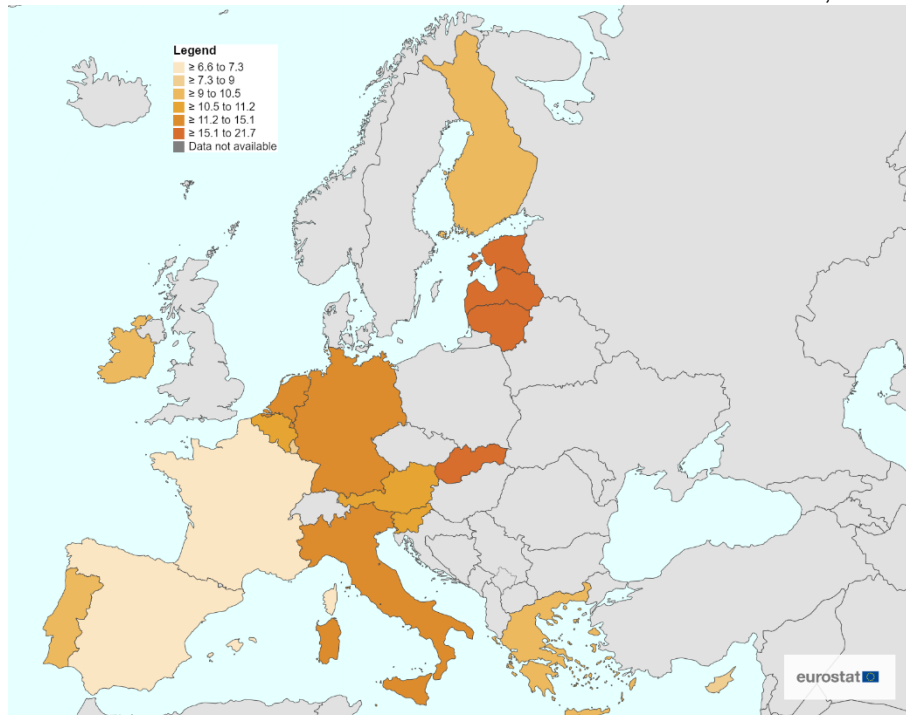 Legend
≥ 6.6 to 7.3
≥ 7.3 to 9
≥ 9 to 10.5
≥ 10.5 to 11.2
≥ 11.2 to 15.1
≥ 15.1 to 21.7
Data not available
eurostat